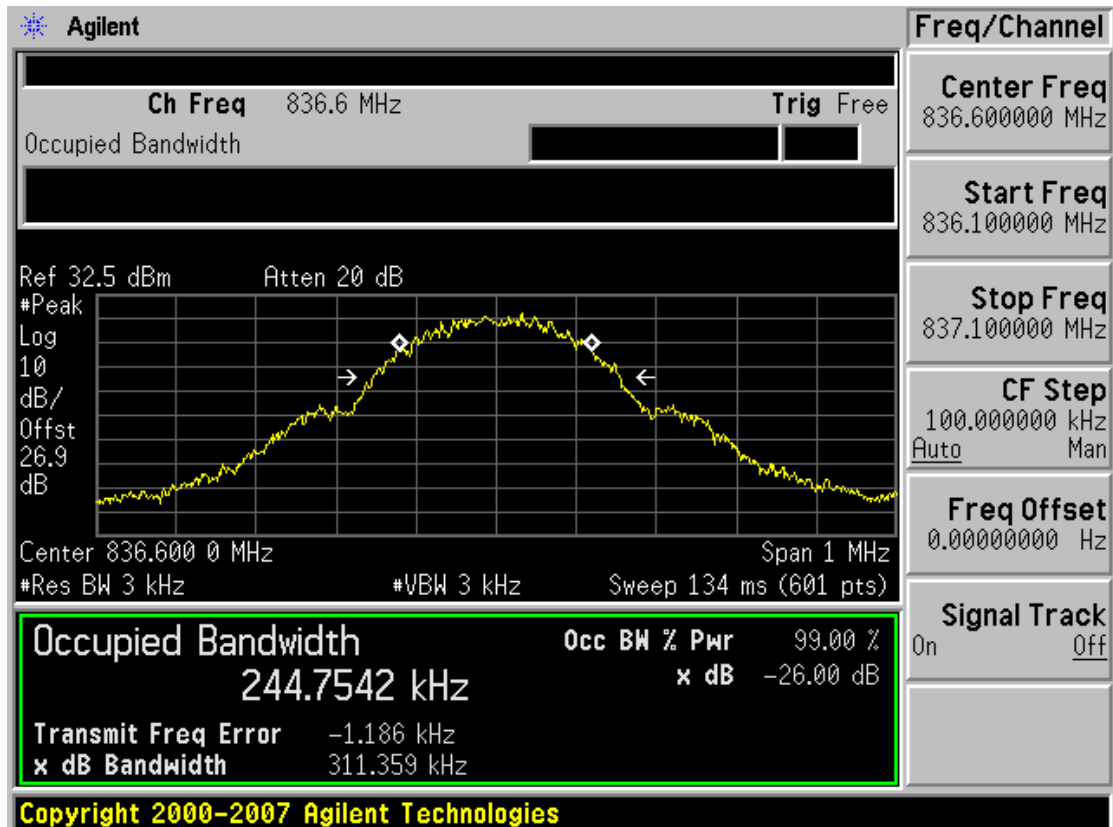 Agilent
Freq/Channel
Ch Freq 836.6 MHz Trig Free
Occupied Bandwidth
Center Freq
836.600000 MHz
Start Freq
836.100000 MHz
Stop Freq
837.100000 MHz
CF Step
100.000000 kHz
Auto Man
Freq Offset
0.00000000 Hz
Signal Track
On Off
Ref 32.5 dBm Atten 20 dB
#Peak
Log
10
dB/
Offst
26.9
dB
Center 836.600 0 MHz Span 1 MHz
#Res BW 3 kHz #VBW 3 kHz Sweep 134 ms (601 pts)
Occupied Bandwidth
244.7542 kHz
Occ BW % Pwr 99.00 %
x dB -26.00 dB
Transmit Freq Error -1.186 kHz
x dB Bandwidth 311.359 kHz
Copyright 2000-2007 Agilent Technologies